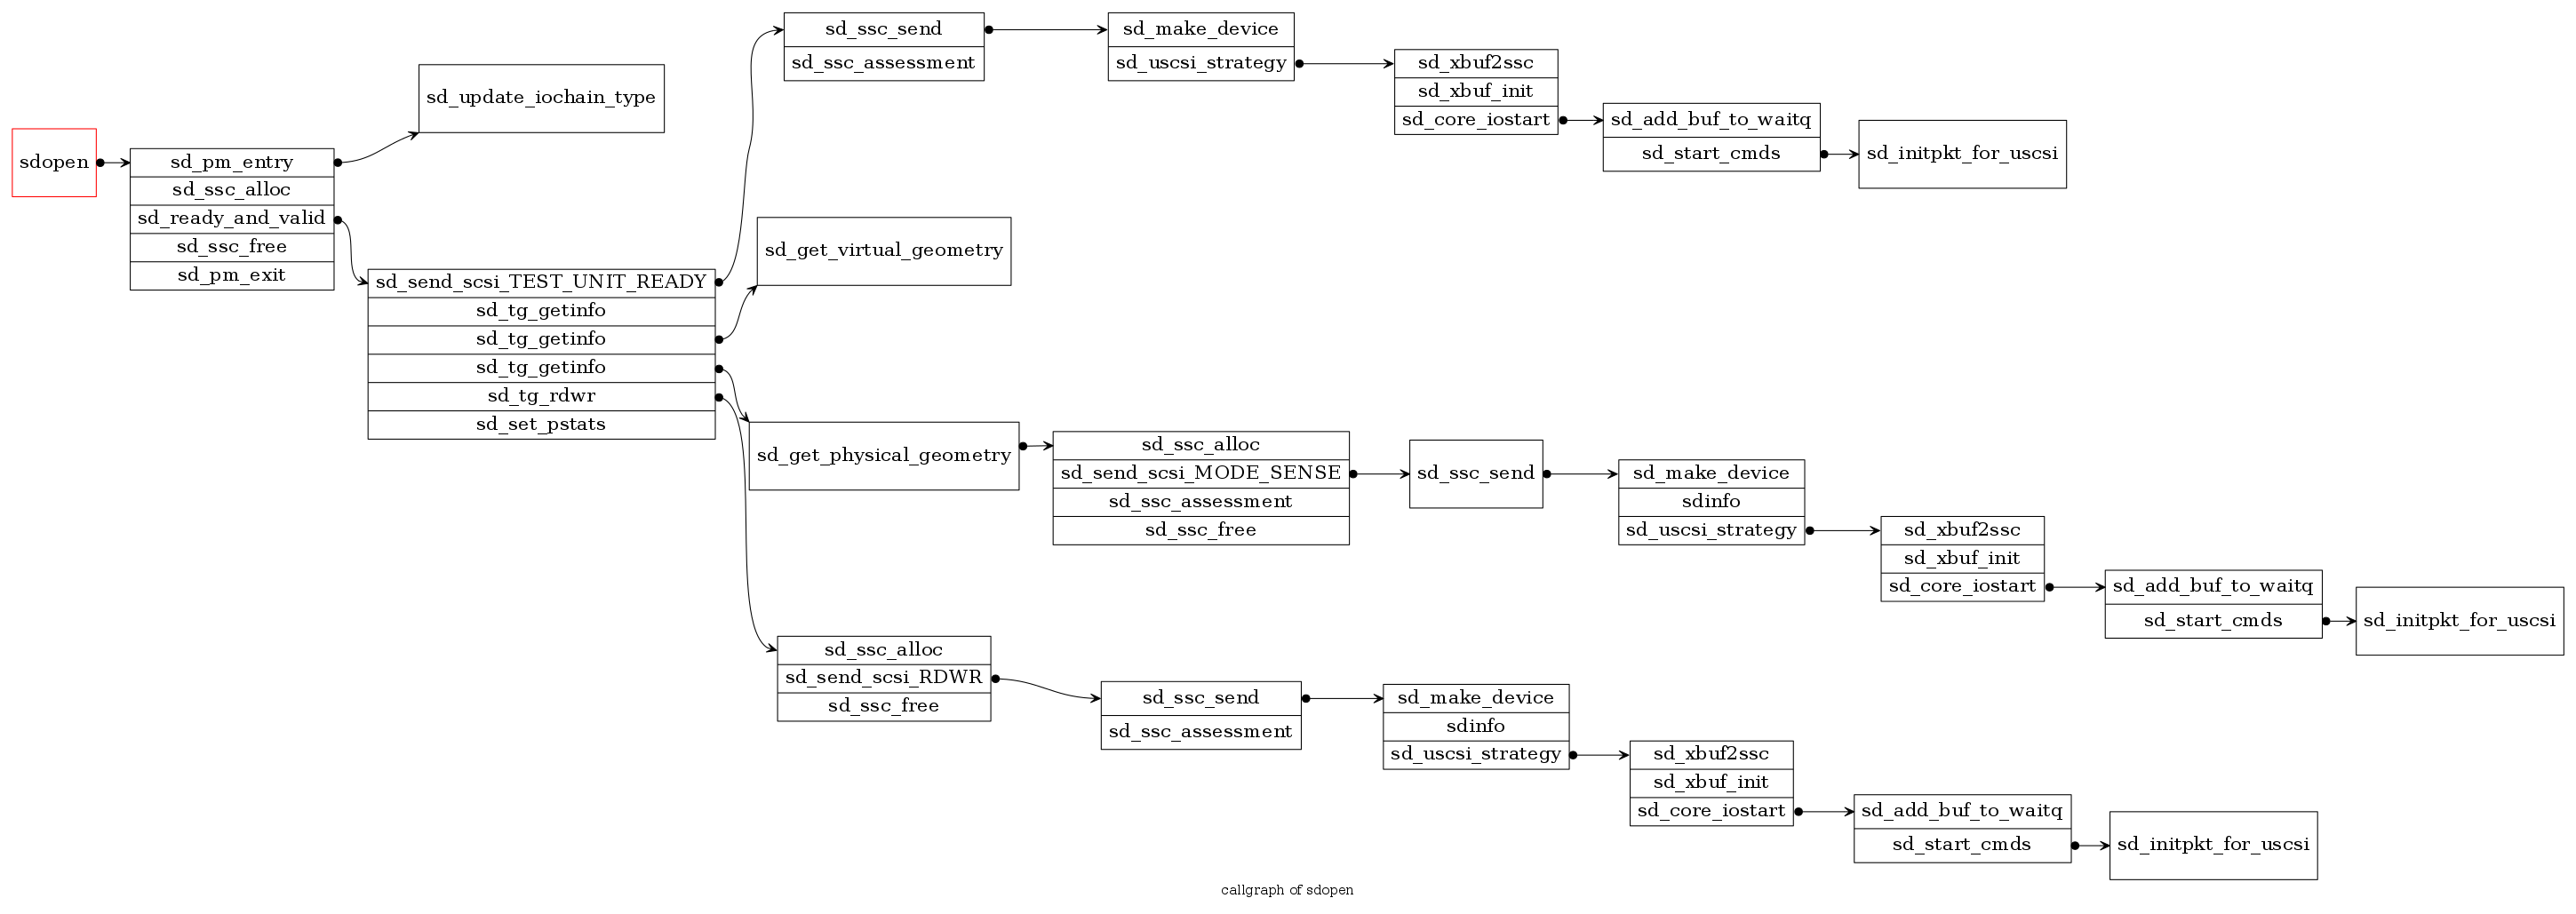 sdopen
sd_pm_entry
sd_ssc_alloc
sd_ready_and_valid
sd_ssc_free
sd_pm_exit
sd_update_iochain_type
sd_send_scsi_TEST_UNIT_READY
sd_tg_getinfo
sd_tg_getinfo
sd_tg_getinfo
sd_tg_rdwr
sd_set_pstats
sd_ssc_send
sd_ssc_assessment
sd_make_device
sd_uscsi_strategy
sd_xbuf2ssc
sd_xbuf_init
sd_core_iostart
sd_add_buf_to_waitq
sd_start_cmds
sd_initpkt_for_uscsi
sd_get_virtual_geometry
sd_get_physical_geometry
sd_ssc_alloc
sd_send_scsi_MODE_SENSE
sd_ssc_assessment
sd_ssc_free
sd_ssc_send
sd_make_device
sdinfo
sd_uscsi_strategy
sd_xbuf2ssc
sd_xbuf_init
sd_core_iostart
sd_add_buf_to_waitq
sd_start_cmds
sd_initpkt_for_uscsi
sd_ssc_alloc
sd_send_scsi_RDWR
sd_ssc_free
sd_ssc_send
sd_ssc_assessment
sd_make_device
sdinfo
sd_uscsi_strategy
sd_xbuf2ssc
sd_xbuf_init
sd_core_iostart
sd_add_buf_to_waitq
sd_start_cmds
sd_initpkt_for_uscsi
callgraph of sdopen